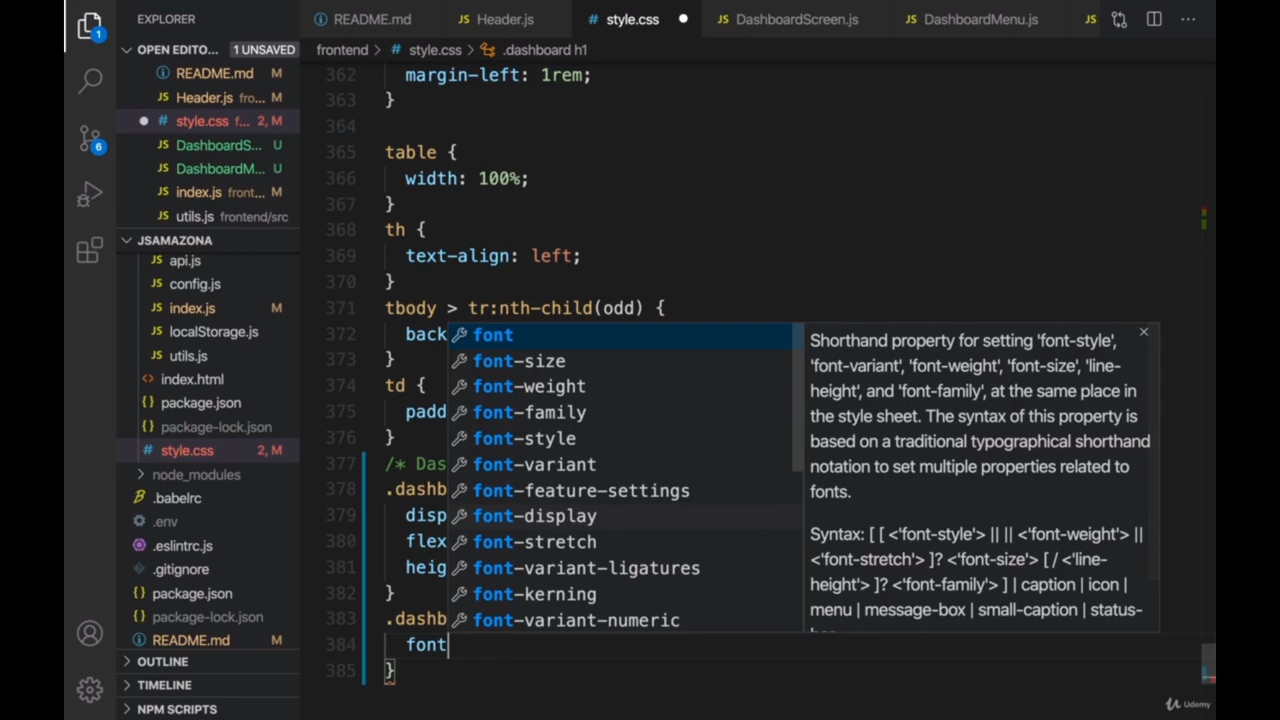 EXPLORER
README.md
Header.js
style.css
DashboardScreen.js
DashboardMenu.js
JS
OPEN EDITO...
1 UNSAVED
frontend > # style.css > .dashboard h1
README.md M
Header.js fro... M
style.css f... 2, M
DashboardS... U
DashboardM... U
index.js front... M
utils.js frontend/src
JSAMAZONA
api.js
config.js
index.js M
localStorage.js
utils.js
index.html
package.json
package-lock.json
style.css 2, M
node_modules
.babelrc
.env
.eslintrc.js
.gitignore
package.json
package-lock.json
README.md M
OUTLINE
TIMELINE
NPM SCRIPTS
1
6
362 margin-left: 1rem;
363 }
364
365 table {
366 width: 100%;
367 }
368 th {
369 text-align: left;
370 }
371 tbody > tr:nth-child(odd) {
372 back
373 }
374 td {
375 padd
376 }
377 /* Das
378 .dashb
379 disp
380 flex
381 heig
382 }
383 .dashb
384 font
385 }
font
font-size
font-weight
font-family
font-style
font-variant
font-feature-settings
font-display
font-stretch
font-variant-ligatures
font-kerning
font-variant-numeric
Shorthand property for setting 'font-style',
'font-variant', 'font-weight', 'font-size', 'line-
height', and 'font-family', at the same place in
the style sheet. The syntax of this property is
based on a traditional typographical shorthand
notation to set multiple properties related to
fonts.
Syntax: [ [ <'font-style'> || || <'font-weight'> ||
<'font-stretch'> ]? <'font-size'> [ / <'line-
height'> ]? <'font-family'> ] | caption | icon |
menu | message-box | small-caption | status-
Udemy